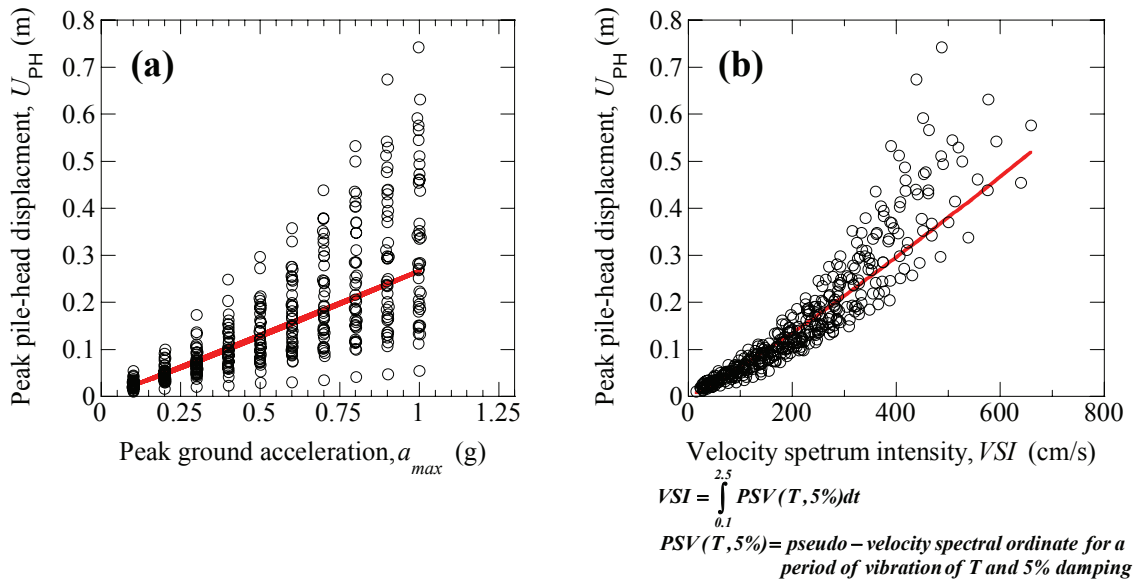 (a)
Peak pile-head displacment, U_PH (m)
0.8
0.7
0.6
0.5
0.4
0.3
0.2
0.1
0
0 0.25 0.5 0.75 1 1.25
Peak ground acceleration, a_max (g)
(b)
Peak pile-head displacment, U_PH (m)
0.8
0.7
0.6
0.5
0.4
0.3
0.2
0.1
0
0 200 400 600 800
Velocity spetrum intensity, VSI (cm/s)
VSI = ∫_0.1^2.5 PSV(T,5%)dt
PSV(T,5%)= pseudo – velocity spectral ordinate for a
period of vibration of T and 5% damping